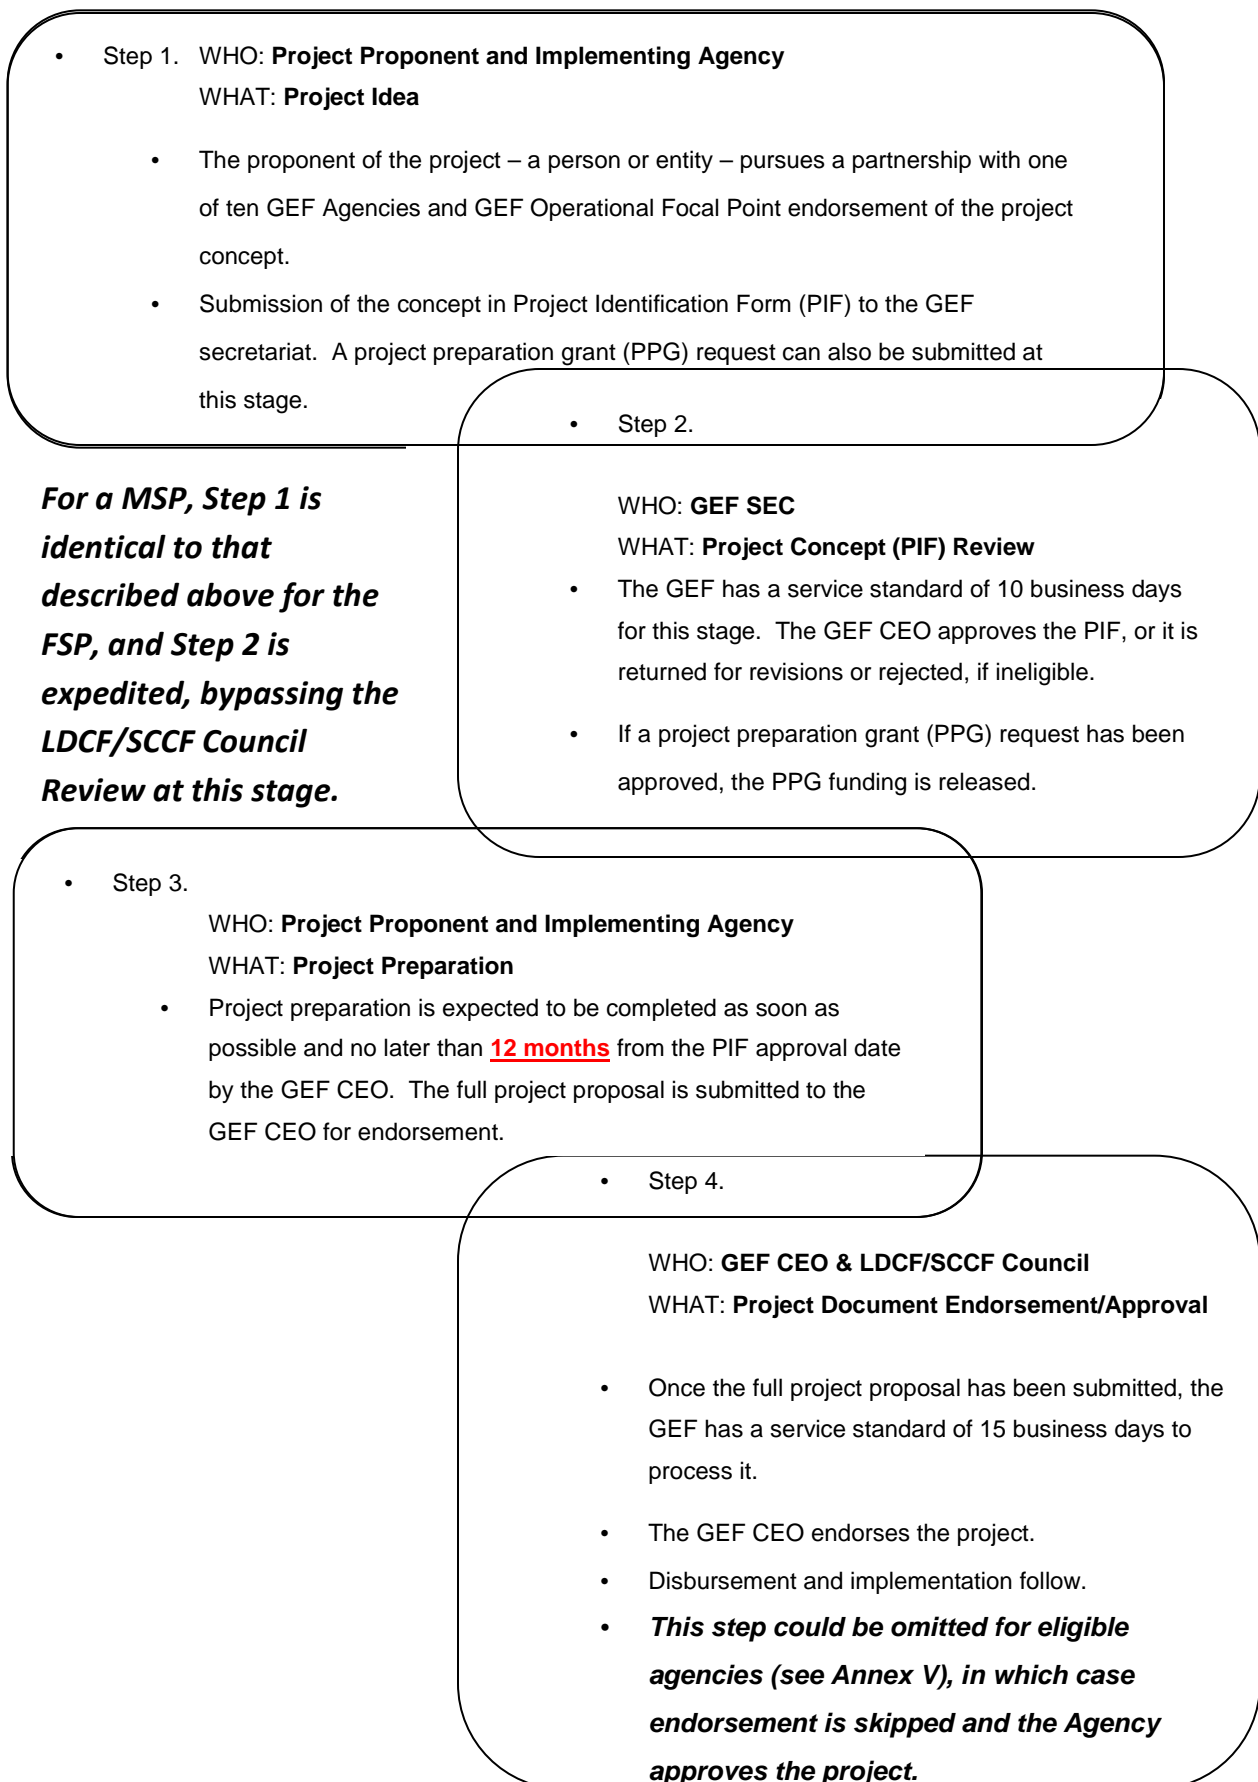 • Step 1. WHO: Project Proponent and Implementing Agency
WHAT: Project Idea
• The proponent of the project – a person or entity – pursues a partnership with one
of ten GEF Agencies and GEF Operational Focal Point endorsement of the project
concept.
• Submission of the concept in Project Identification Form (PIF) to the GEF
secretariat. A project preparation grant (PPG) request can also be submitted at
this stage.
• Step 2.
WHO: GEF SEC
WHAT: Project Concept (PIF) Review
• The GEF has a service standard of 10 business days
for this stage. The GEF CEO approves the PIF, or it is
returned for revisions or rejected, if ineligible.
• If a project preparation grant (PPG) request has been
approved, the PPG funding is released.
For a MSP, Step 1 is
identical to that
described above for the
FSP, and Step 2 is
expedited, bypassing the
LDCF/SCCF Council
Review at this stage.
• Step 3.
WHO: Project Proponent and Implementing Agency
WHAT: Project Preparation
• Project preparation is expected to be completed as soon as
possible and no later than 12 months from the PIF approval date
by the GEF CEO. The full project proposal is submitted to the
GEF CEO for endorsement.
• Step 4.
WHO: GEF CEO & LDCF/SCCF Council
WHAT: Project Document Endorsement/Approval
• Once the full project proposal has been submitted, the
GEF has a service standard of 15 business days to
process it.
• The GEF CEO endorses the project.
• Disbursement and implementation follow.
• This step could be omitted for eligible
agencies (see Annex V), in which case
endorsement is skipped and the Agency
approves the project.